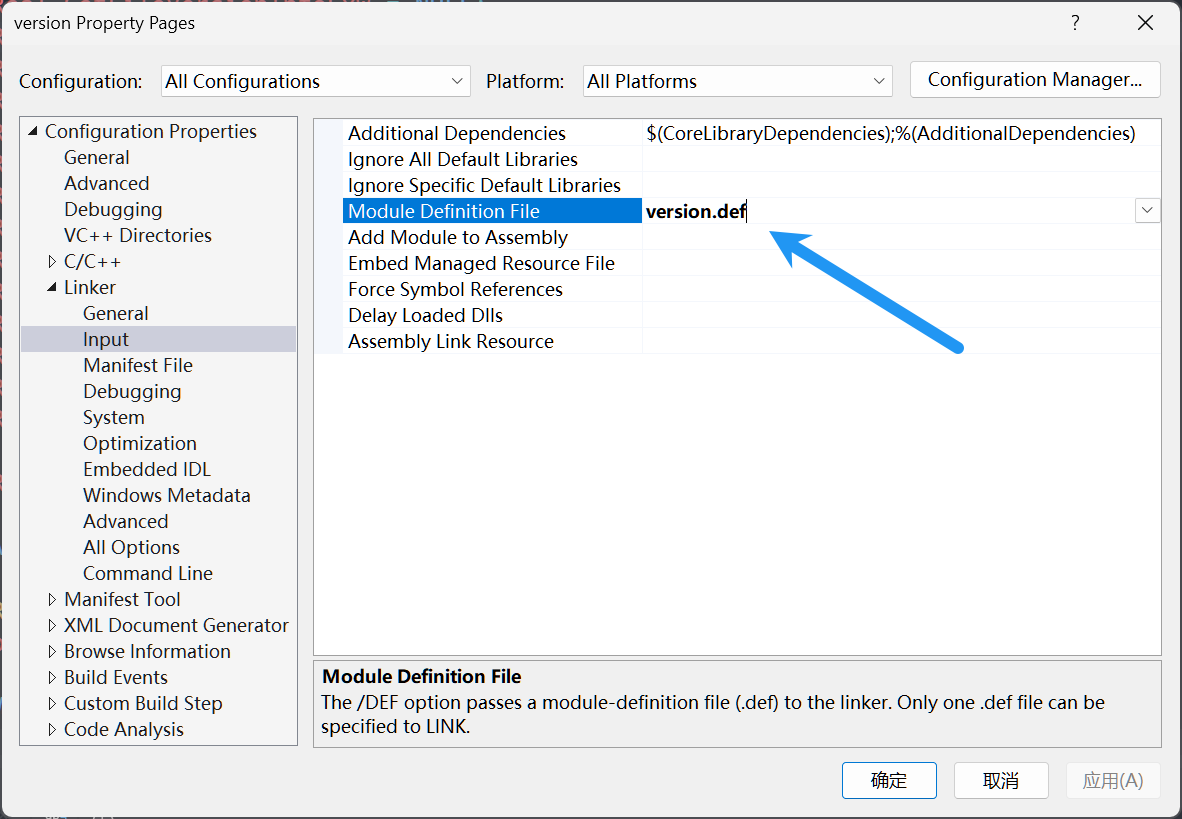 version Property Pages ?
Configuration: All Configurations Platform: All Platforms Configuration Manager...
Configuration Properties
General
Advanced
Debugging
VC++ Directories
C/C++
Linker
General
Input
Manifest File
Debugging
System
Optimization
Embedded IDL
Windows Metadata
Advanced
All Options
Command Line
Manifest Tool
XML Document Generator
Browse Information
Build Events
Custom Build Step
Code Analysis
Additional Dependencies $(CoreLibraryDependencies);%(AdditionalDependencies)
Ignore All Default Libraries
Ignore Specific Default Libraries
Module Definition File version.def
Add Module to Assembly
Embed Managed Resource File
Force Symbol References
Delay Loaded Dlls
Assembly Link Resource
Module Definition File
The /DEF option passes a module-definition file (.def) to the linker. Only one .def file can be
specified to LINK.
确定 取消 应用(A)